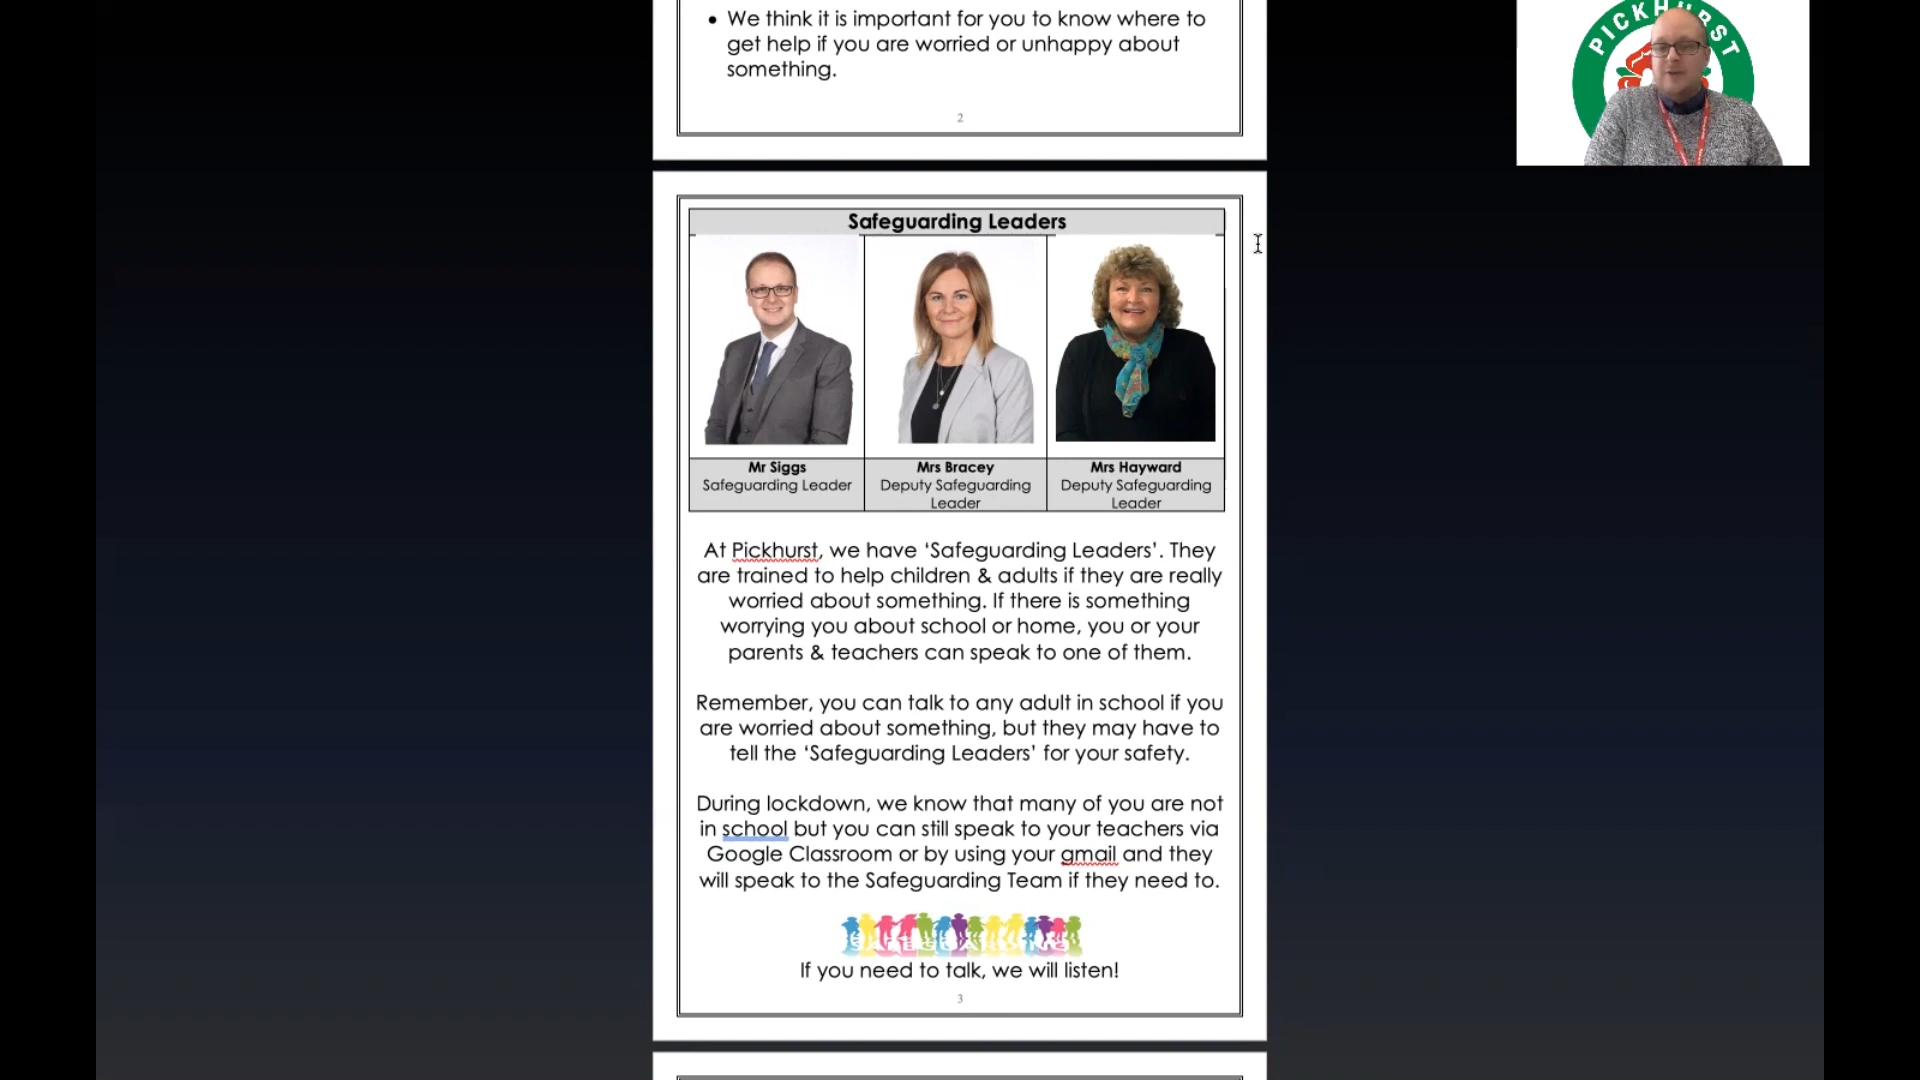 • We think it is important for you to know where to
get help if you are worried or unhappy about
something.
2
PICKHURST
Safeguarding Leaders
Mr Siggs
Safeguarding Leader
Mrs Bracey
Deputy Safeguarding
Leader
Mrs Hayward
Deputy Safeguarding
Leader
At Pickhurst, we have ‘Safeguarding Leaders’. They
are trained to help children & adults if they are really
worried about something. If there is something
worrying you about school or home, you or your
parents & teachers can speak to one of them.
Remember, you can talk to any adult in school if you
are worried about something, but they may have to
tell the ‘Safeguarding Leaders’ for your safety.
During lockdown, we know that many of you are not
in school but you can still speak to your teachers via
Google Classroom or by using your gmail and they
will speak to the Safeguarding Team if they need to.
SAFEGUARDING
If you need to talk, we will listen!
3